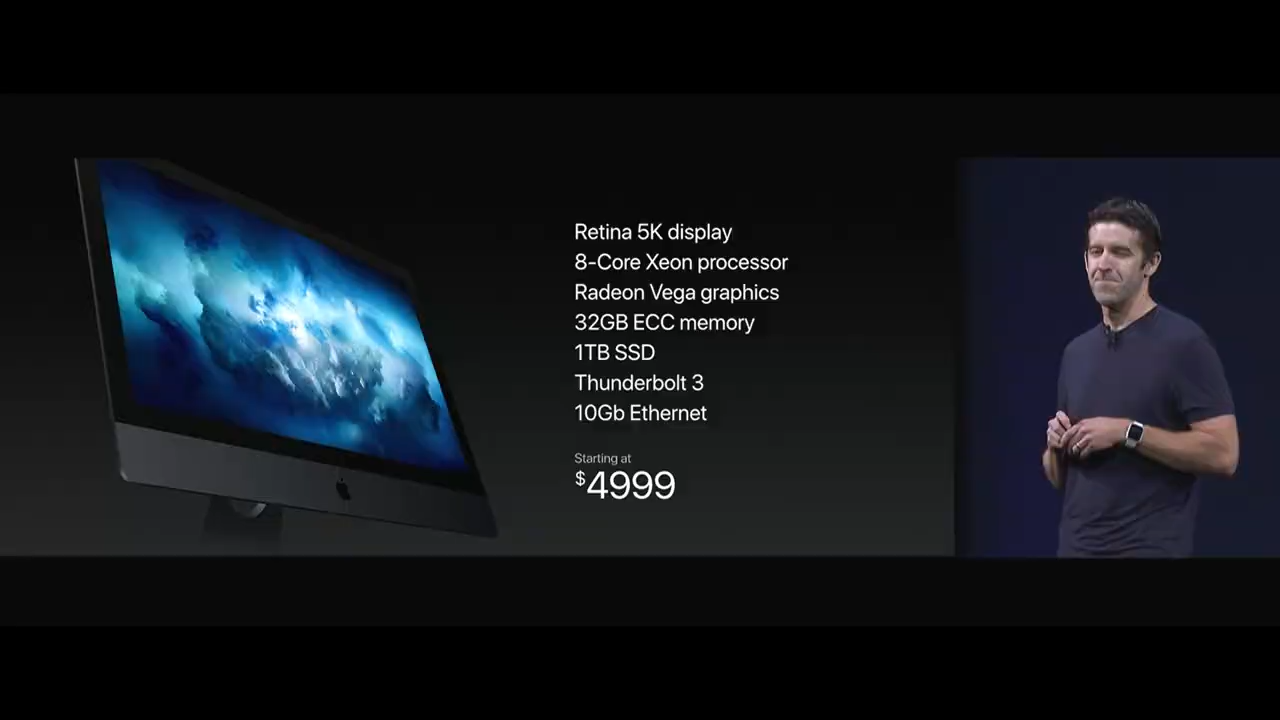 Retina 5K display
8-Core Xeon processor
Radeon Vega graphics
32GB ECC memory
1TB SSD
Thunderbolt 3
10Gb Ethernet
Starting at
$4999